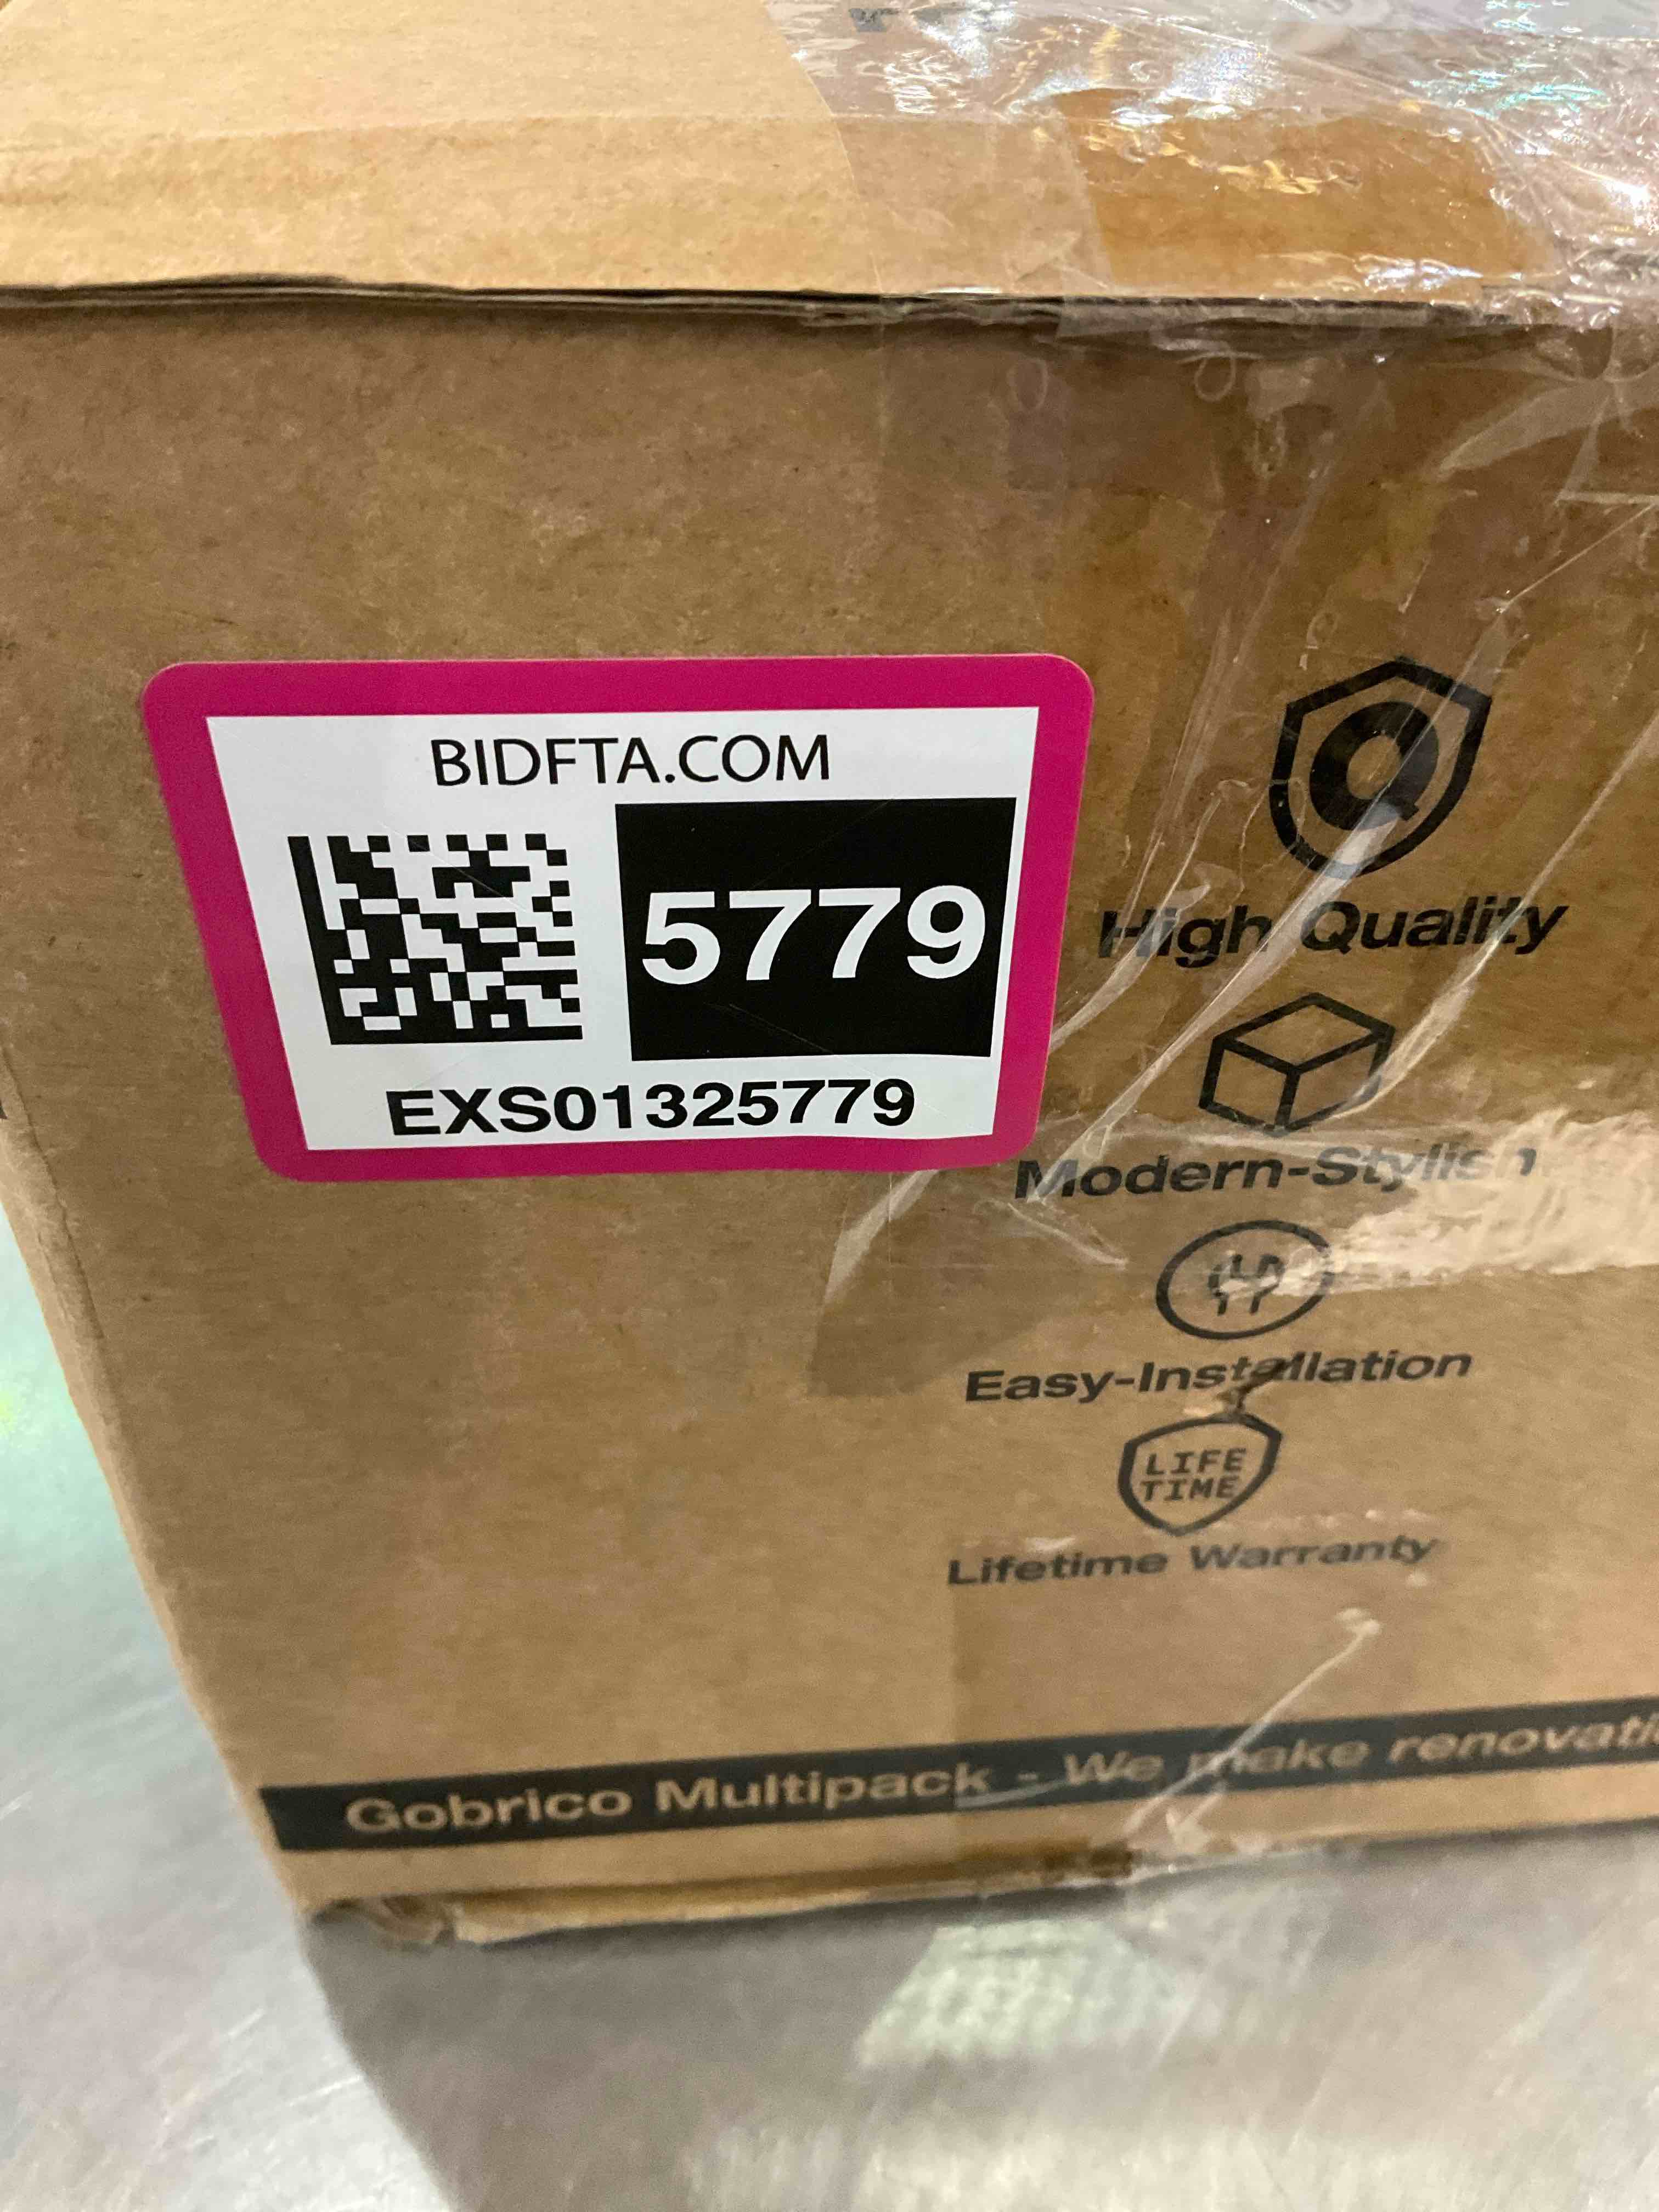 BIDFTA.COM
5779
EXS01325779
High Quality
Modern-Stylish
Easy-Installation
LIFE
TIME
Lifetime Warranty
Gobrico Multipack - We make renovati